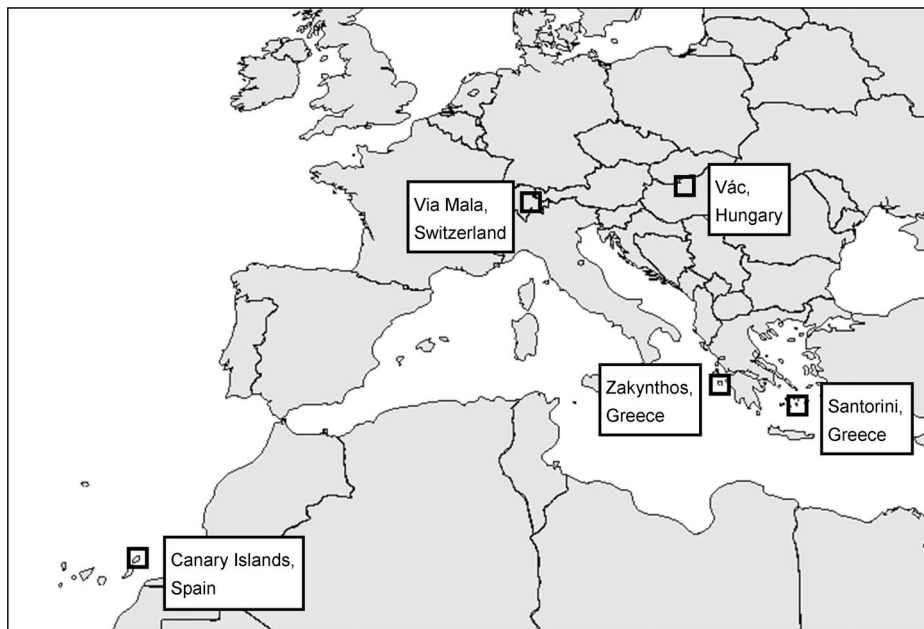 Via Mala,
Switzerland
Vác,
Hungary
Zakynthos,
Greece
Santorini,
Greece
Canary Islands,
Spain